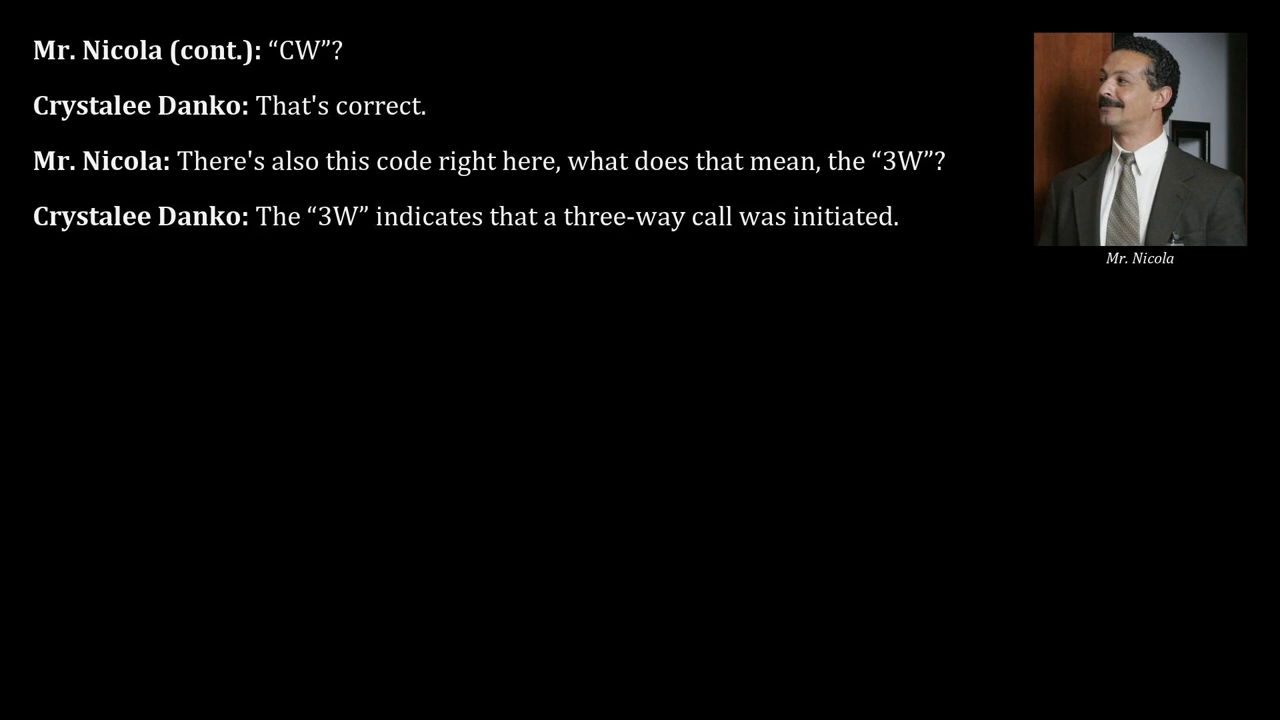 Mr. Nicola (cont.): “CW”?
Crystalee Danko: That's correct.
Mr. Nicola: There's also this code right here, what does that mean, the “3W”?
Crystalee Danko: The “3W” indicates that a three-way call was initiated.
Mr. Nicola